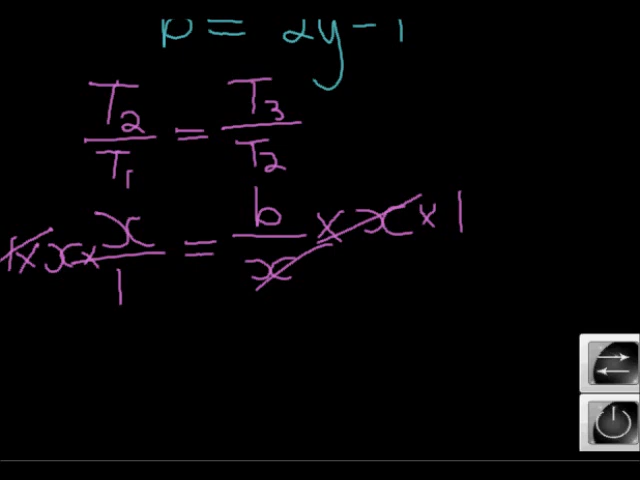 b = 2y - 1
T2/T1 = T3/T2
1 × x × x/1 = b/x × x × 1